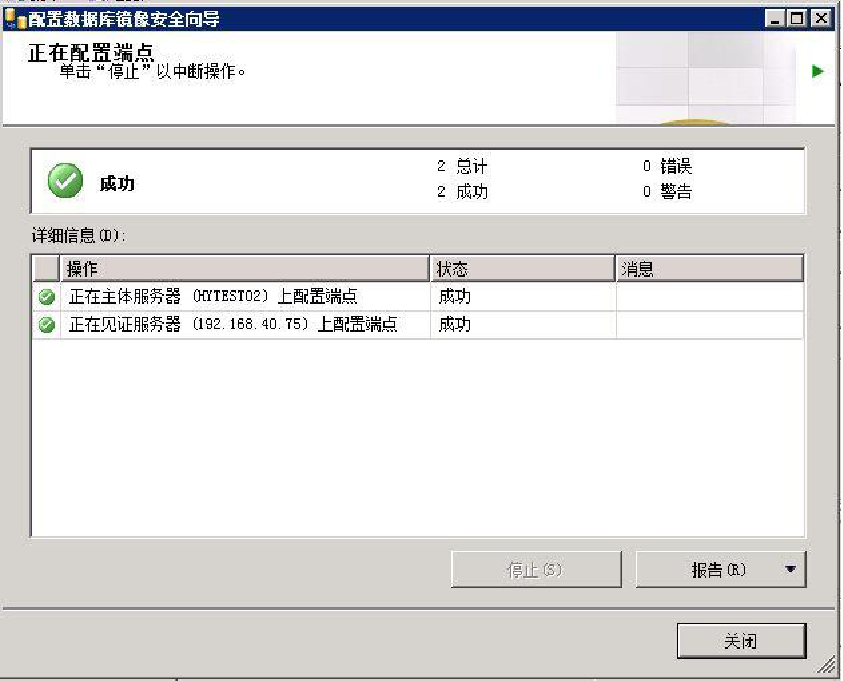 配置数据库镜像安全向导
正在配置端点
单击“停止”以中断操作。
成功
2 总计
0 错误
2 成功
0 警告
详细信息(D):
操作 状态 消息
正在主体服务器 (HYTEST02) 上配置端点 成功
正在见证服务器 (192.168.40.75) 上配置端点 成功
停止(S)
报告(R)
关闭